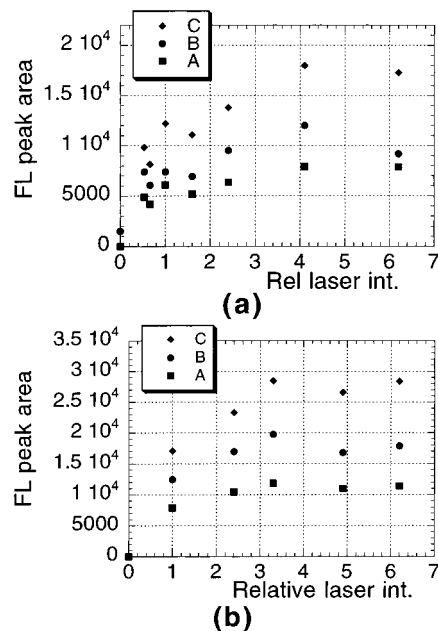 C
B
A
FL peak area
2 10⁴
1.5 10⁴
1 10⁴
5000
0
0 1 2 3 4 5 6 7
Rel laser int.
(a)
C
B
A
FL peak area
3.5 10⁴
3 10⁴
2.5 10⁴
2 10⁴
1.5 10⁴
1 10⁴
5000
0
0 1 2 3 4 5 6 7
Relative laser int.
(b)